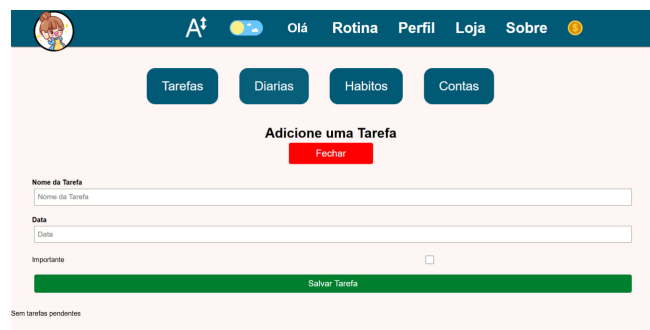 A Olá Rotina Perfil Loja Sobre $
Tarefas Diarias Habitos Contas
Adicione uma Tarefa
Fechar
Nome da Tarefa
Nome da Tarefa
Data
Data
Importante
Salvar Tarefa
Sem tarefas pendentes